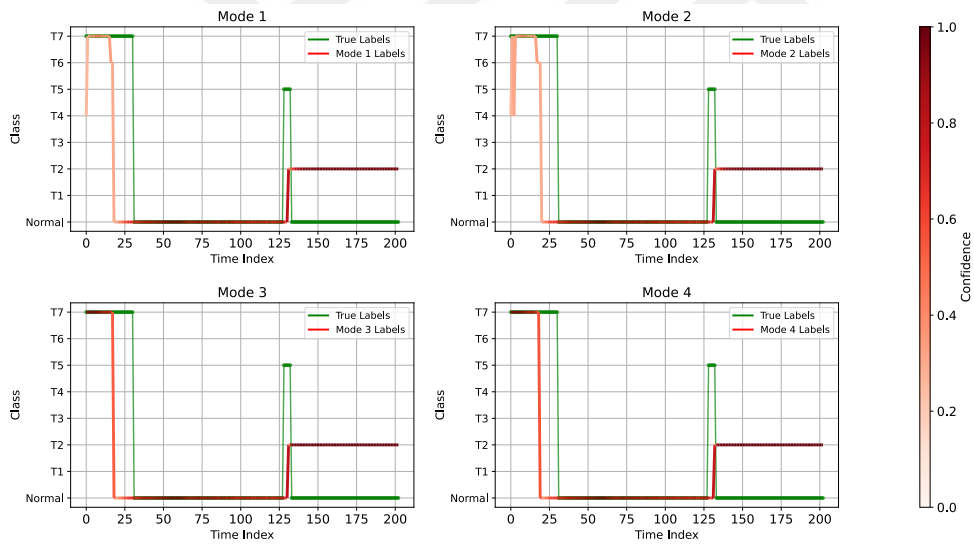 Mode 1
T7
T6
T5
T4
T3
T2
T1
Normal
Class
0 25 50 75 100 125 150 175 200
Time Index
True Labels
Mode 1 Labels
Mode 2
T7
T6
T5
T4
T3
T2
T1
Normal
Class
0 25 50 75 100 125 150 175 200
Time Index
True Labels
Mode 2 Labels
Mode 3
T7
T6
T5
T4
T3
T2
T1
Normal
Class
0 25 50 75 100 125 150 175 200
Time Index
True Labels
Mode 3 Labels
Mode 4
T7
T6
T5
T4
T3
T2
T1
Normal
Class
0 25 50 75 100 125 150 175 200
Time Index
True Labels
Mode 4 Labels
1.0
0.8
0.6
0.4
0.2
0.0
Confidence